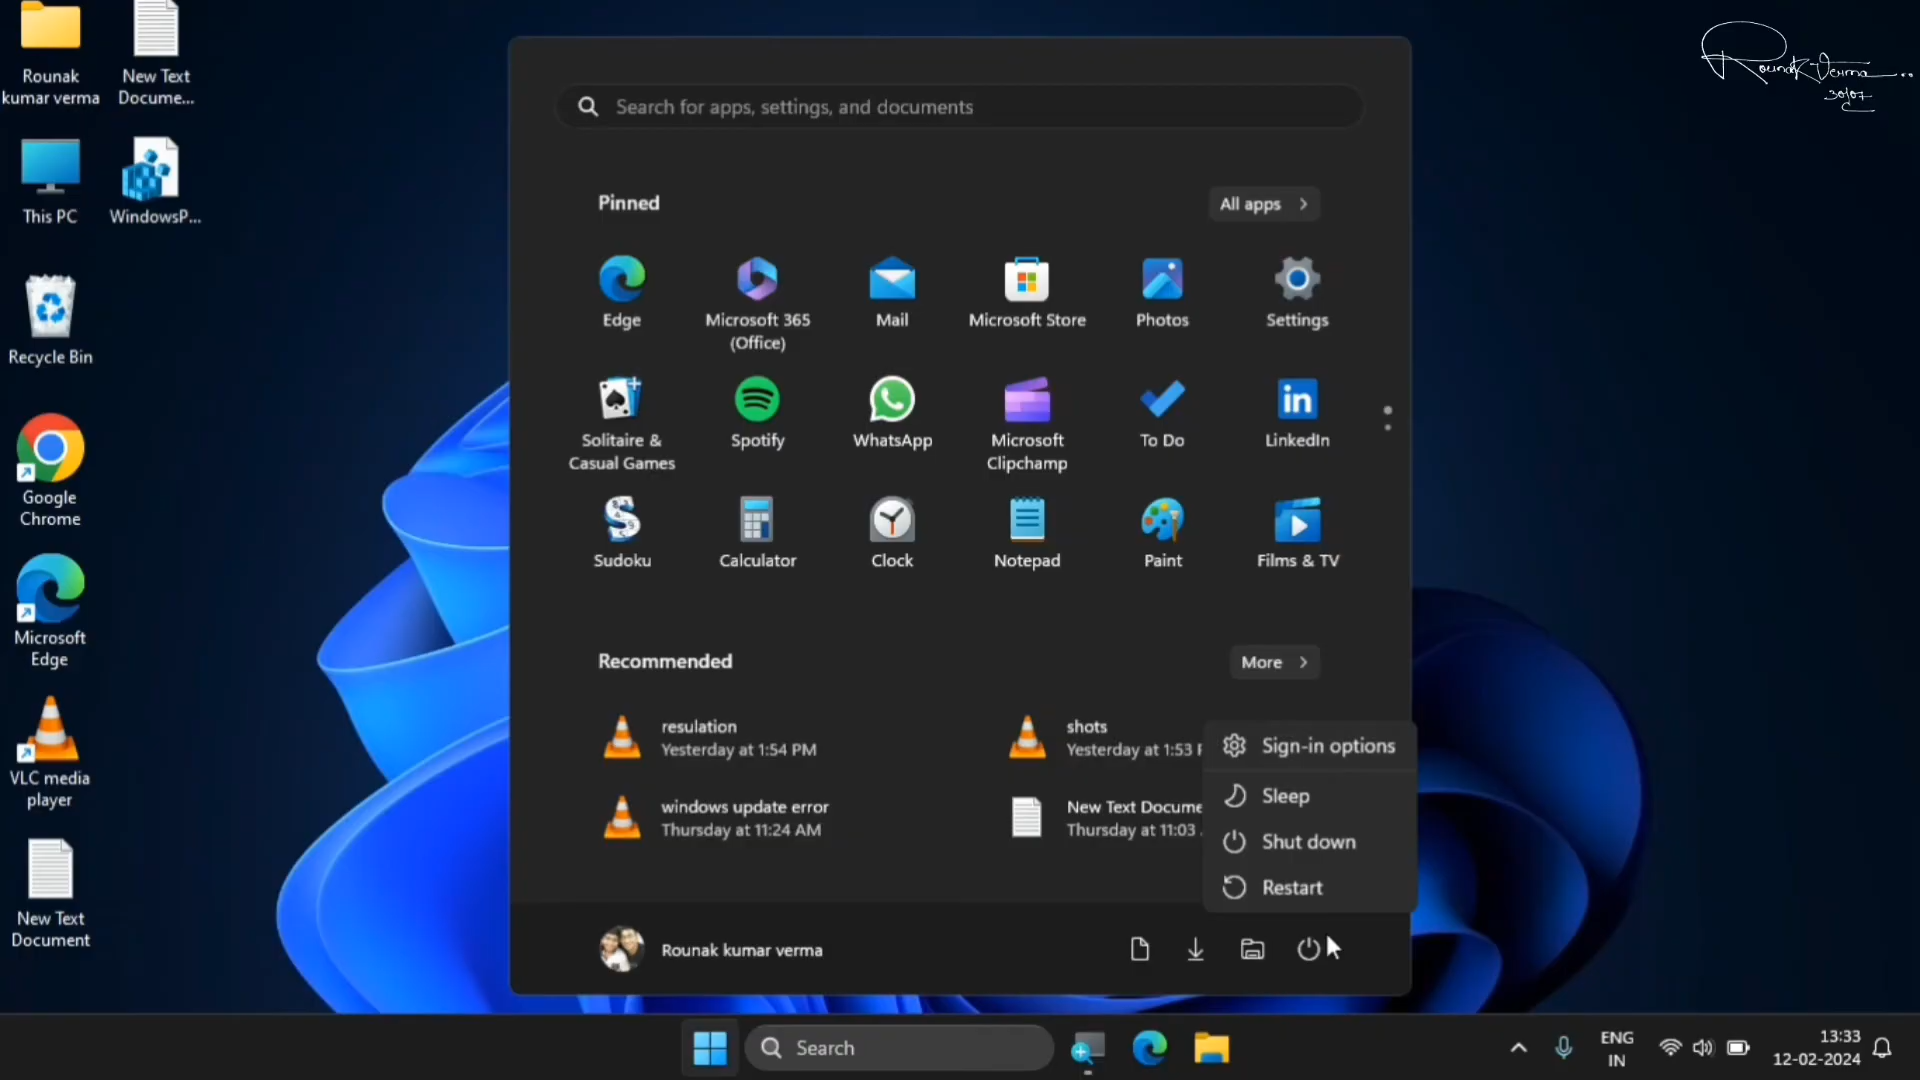 Rounak
kumar verma
New Text
Docume...
This PC
WindowsP...
Recycle Bin
Google
Chrome
Microsoft
Edge
VLC media
player
New Text
Document
Rounak Verma...
30/07
Search for apps, settings, and documents
Pinned
All apps
Edge
Microsoft 365
(Office)
Mail
Microsoft Store
Photos
Settings
Solitaire &
Casual Games
Spotify
WhatsApp
Microsoft
Clipchamp
To Do
LinkedIn
Sudoku
Calculator
Clock
Notepad
Paint
Films & TV
Recommended
More
resulation
Yesterday at 1:54 PM
shots
Yesterday at 1:53
windows update error
Thursday at 11:24 AM
New Text Docume
Thursday at 11:03
Sign-in options
Sleep
Shut down
Restart
Rounak kumar verma
Search
ENG
IN
13:33
12-02-2024